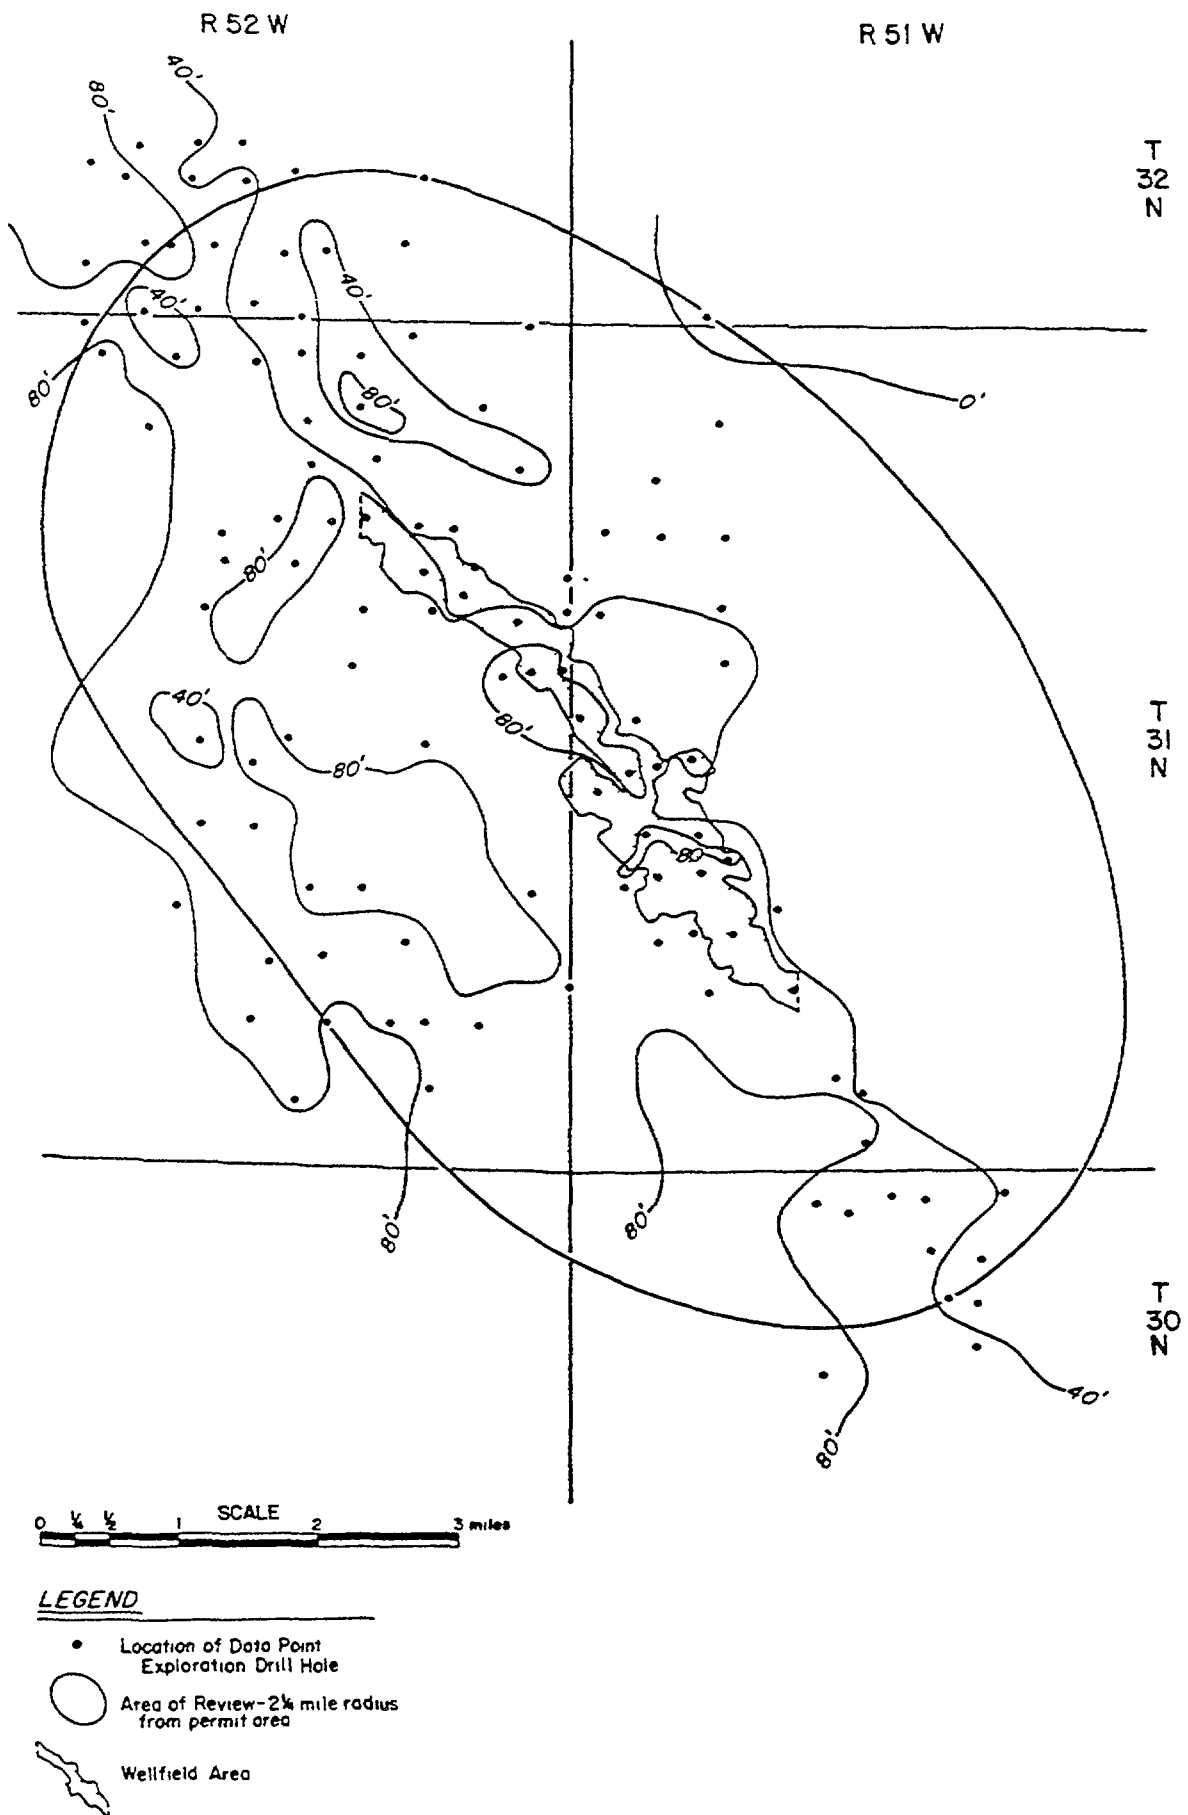 R 52 W
R 51 W
40'
80'
T
32
N
40'
40'
80'
80'
0'
80'
40'
80'
80'
T
31
N
80
80'
80'
T
30
N
40'
80'
SCALE
0 ¼ ½ 1 2 3 miles
LEGEND
Location of Data Point
Exploration Drill Hole
Area of Review-2¼ mile radius
from permit area
Wellfield Area